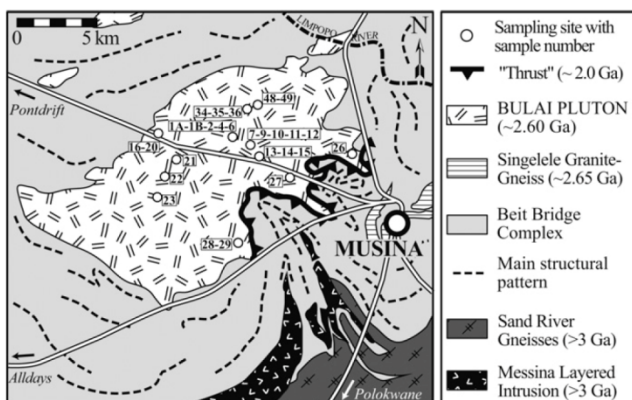 0 5 km
LIMPOPO RIVER
N
Pontdrift
48-49
34-35-36
1A-1B-2-4-6
7-9-10-11-12
16-20
13-14-15
26
21
22
27
23
28-29
MUSINA
Alldays
Polokwane
Sampling site with
sample number
"Thrust" (~ 2.0 Ga)
BULAI PLUTON
(~2.60 Ga)
Singelele Granite-
Gneiss (~2.65 Ga)
Beit Bridge
Complex
Main structural
pattern
Sand River
Gneisses (>3 Ga)
Messina Layered
Intrusion (>3 Ga)